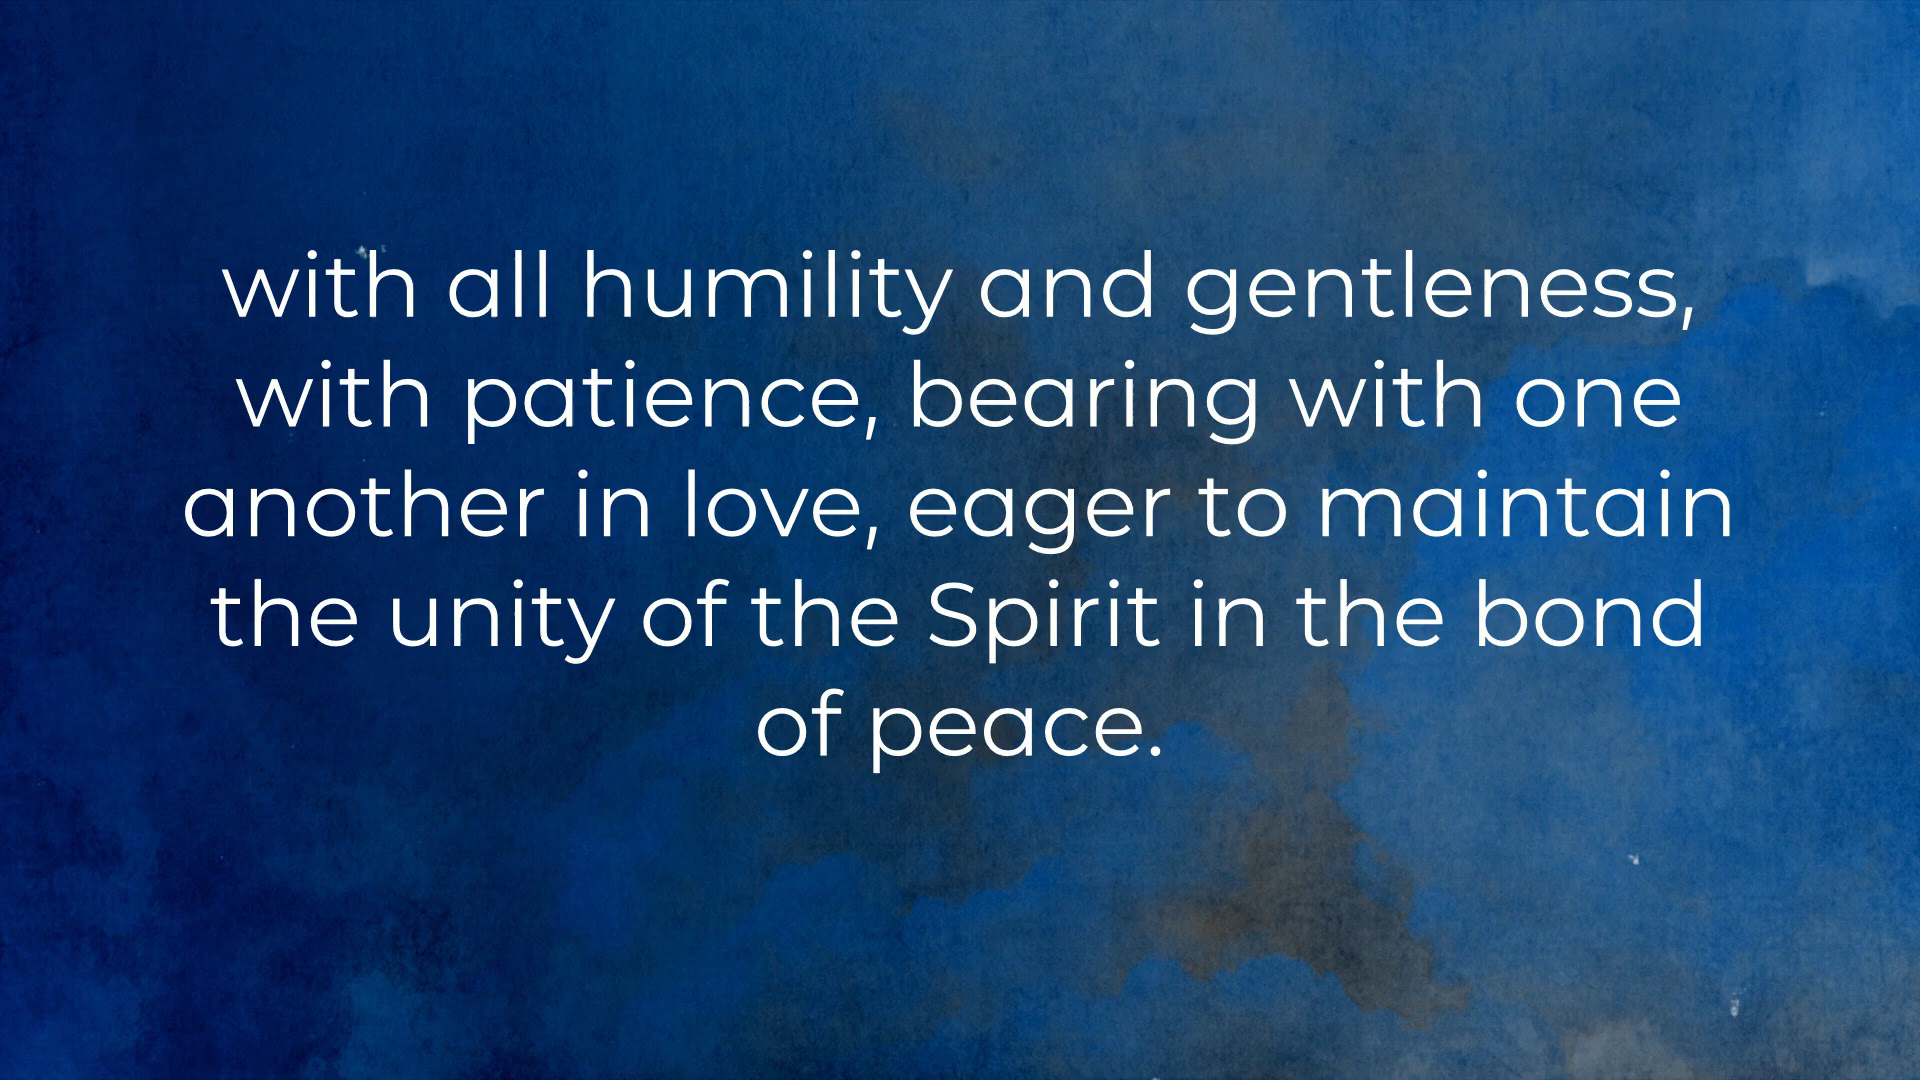 with all humility and gentleness,
with patience, bearing with one
another in love, eager to maintain
the unity of the Spirit in the bond
of peace.